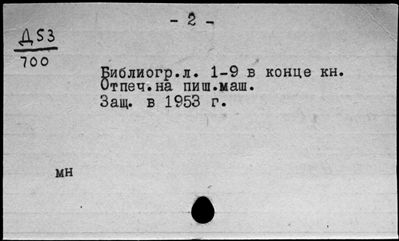 - 2 -
Д53
700
Библиогр.л. 1-9 в конце кн.
Отпеч.на пиш.маш.
Защ. в 1953 г.
мн